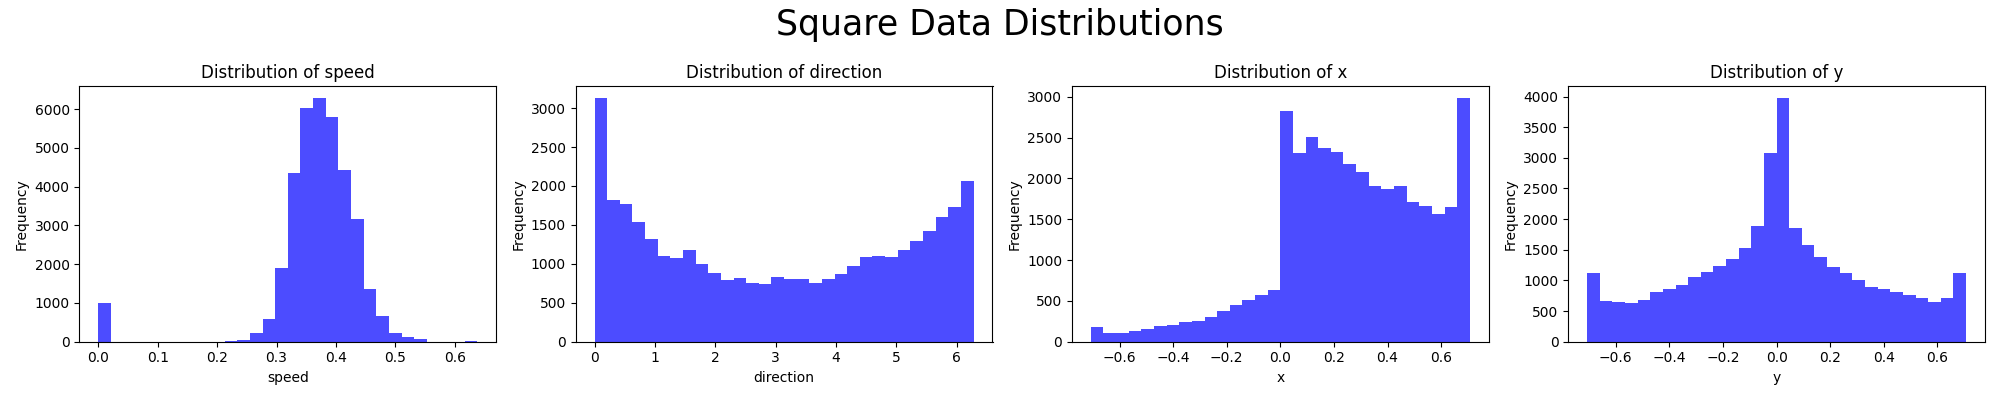 Square Data Distributions
Distribution of speed
Frequency
6000
5000
4000
3000
2000
1000
0
0.0 0.1 0.2 0.3 0.4 0.5 0.6
speed
Distribution of direction
Frequency
3000
2500
2000
1500
1000
500
0
0 1 2 3 4 5 6
direction
Distribution of x
Frequency
3000
2500
2000
1500
1000
500
0
−0.6 −0.4 −0.2 0.0 0.2 0.4 0.6
x
Distribution of y
Frequency
4000
3500
3000
2500
2000
1500
1000
500
0
−0.6 −0.4 −0.2 0.0 0.2 0.4 0.6
y